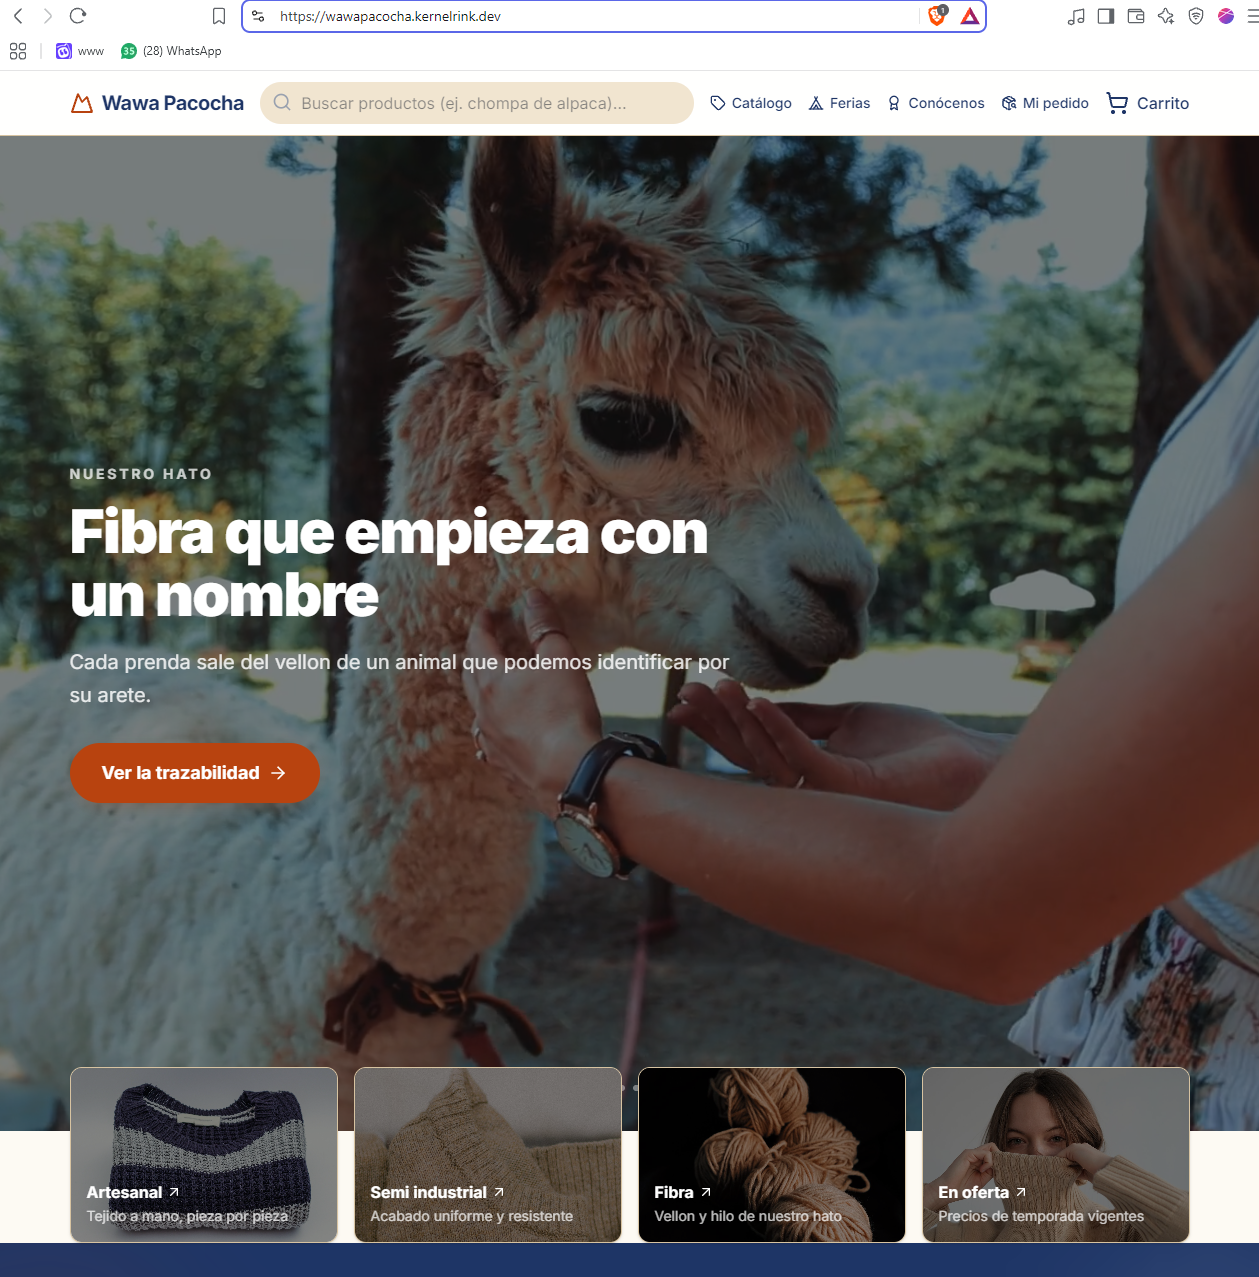 https://wawapacocha.kernelrink.dev
1
www
35
(28) WhatsApp
Wawa Pacocha
Buscar productos (ej. chompa de alpaca)...
Catálogo
Ferias
Conócenos
Mi pedido
Carrito
NUESTRO HATO
Fibra que empieza con
un nombre
Cada prenda sale del vellon de un animal que podemos identificar por
su arete.
Ver la trazabilidad
Artesanal
Tejido a mano, pieza por pieza
Semi industrial
Acabado uniforme y resistente
Fibra
Vellon y hilo de nuestro hato
En oferta
Precios de temporada vigentes